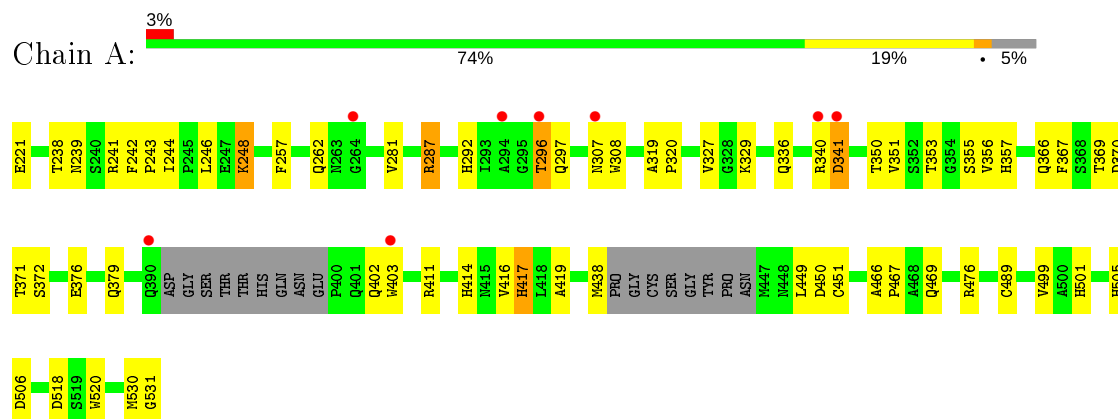 3%
Chain A:
74% 19% • 5%
E221 T238 N239 S240 R241 F242 P243 I244 P245 L246 E247 K248 F257 Q262 N263 G264 V281 R287 H292 I293 A294 G295 T296 Q297 N307 W308 A319 P320 V327 G328 K329 Q336 R340 D341 T350 V351 S352 T353 G354 S355 V356 H357 Q366 F367 S368 T369 D370
T371 S372 E376 Q379 Q390 ASP GLY SER THR THR HIS GLN ASN GLU P400 Q401 Q402 W403 R411 H414 N415 V416 H417 L418 A419 M438 PRO GLY CYS SER GLY TYR PRO ASN M447 N448 L449 D450 C451 A466 P467 A468 Q469 R476 C489 V499 A500 H501 H505
D506 D518 S519 W520 M530 G531